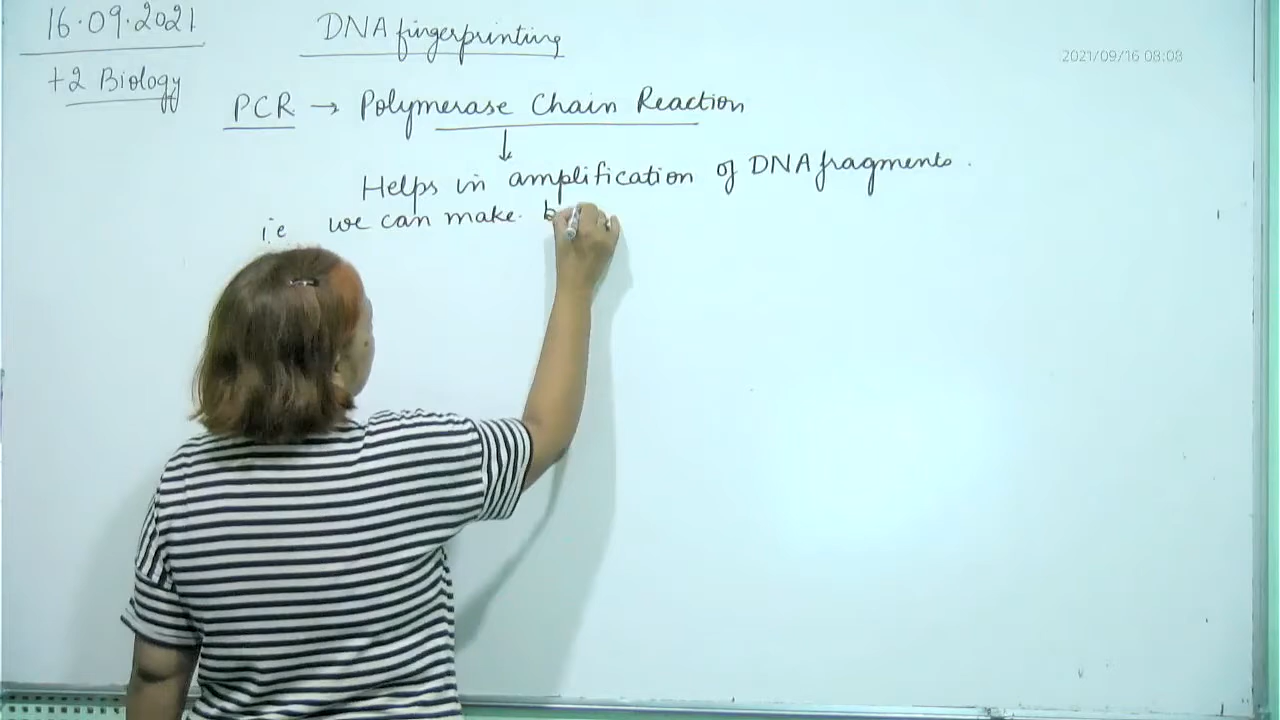 16.09.2021
DNA fingerprinting
2021/09/16 08:08
+2 Biology
PCR → Polymerase Chain Reaction
↓
Helps in amplification of DNA fragments.
i.e we can make.